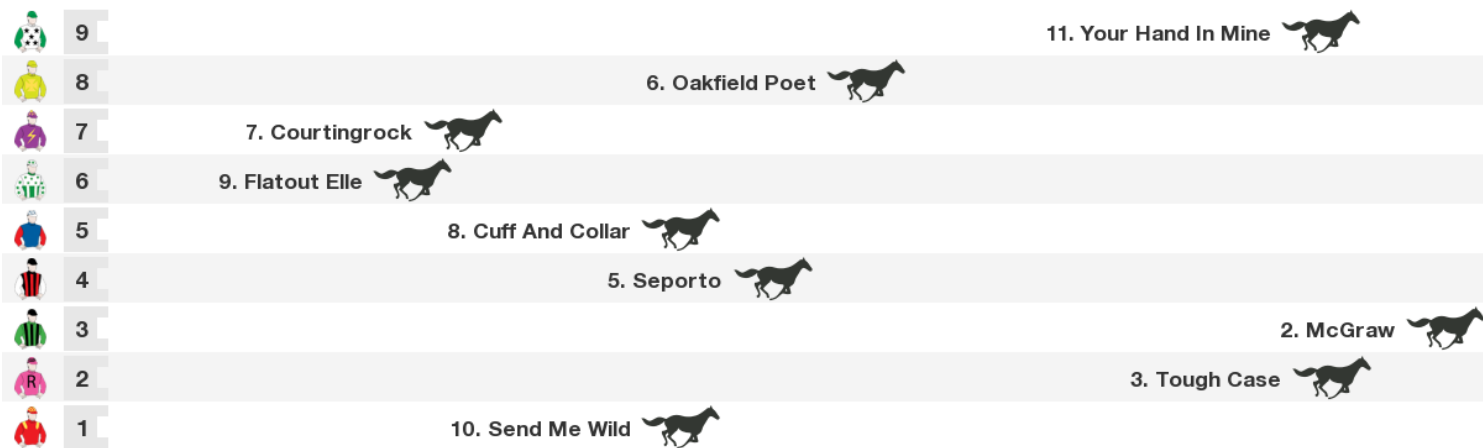 9 11. Your Hand In Mine
8 6. Oakfield Poet
7 7. Courtingrock
6 9. Flatout Elle
5 8. Cuff And Collar
4 5. Seporto
3 2. McGraw
R 2 3. Tough Case
1 10. Send Me Wild